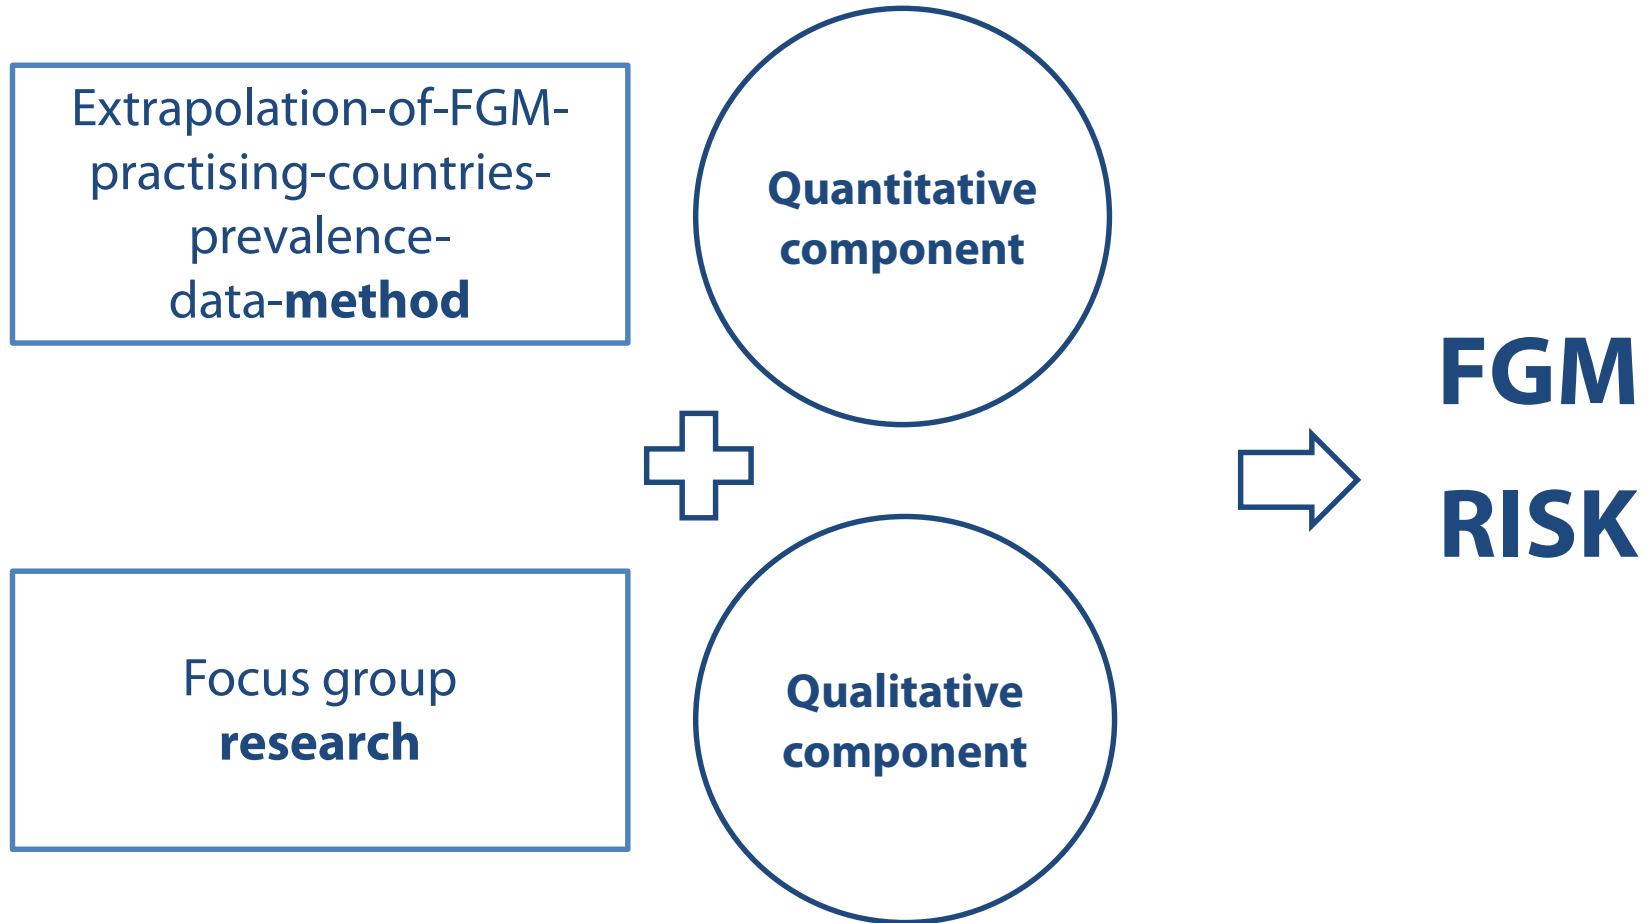 Extrapolation-of-FGM-
practising-countries-
prevalence-
data-method
Quantitative
component
Focus group
research
Qualitative
component
FGM
RISK